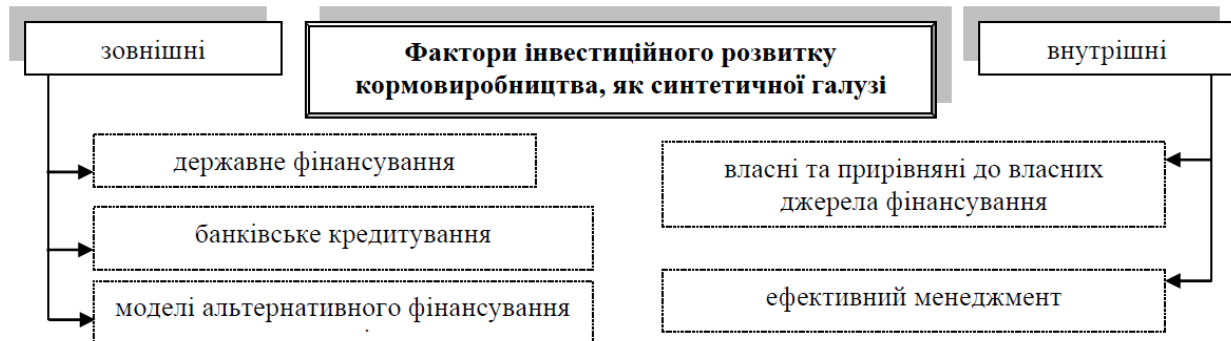 зовнішні
Фактори інвестиційного розвитку
кормовиробництва, як синтетичної галузі
внутрішні
державне фінансування
банківське кредитування
моделі альтернативного фінансування
власні та прирівняні до власних
джерела фінансування
ефективний менеджмент